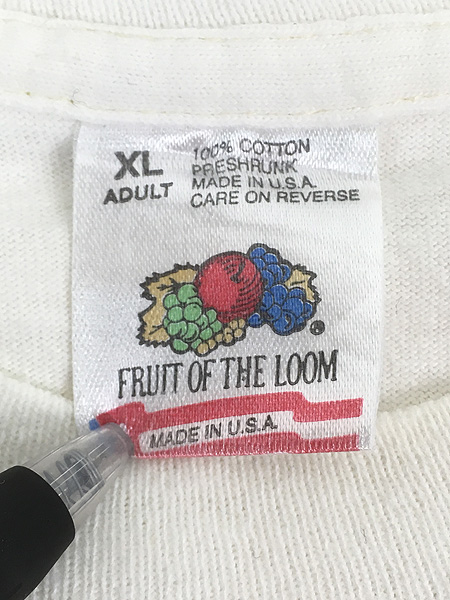 XL
ADULT
100% COTTON
PRESHRUNK
MADE IN U.S.A.
CARE ON REVERSE
®
FRUIT OF THE LOOM
MADE IN U.S.A.